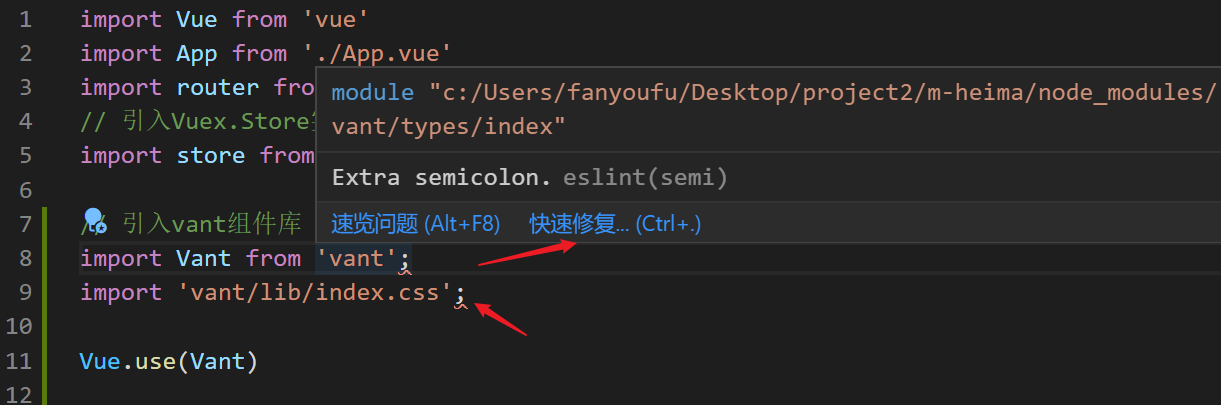 1 import Vue from 'vue'
2 import App from './App.vue'
3 import router fro
module "c:/Users/fanyoufu/Desktop/project2/m-heima/node_modules/
vant/types/index"
4 // 引入Vuex.Store
5 import store from
Extra semicolon. eslint(semi)
6
速览问题 (Alt+F8) 快速修复... (Ctrl+.)
7 // 引入vant组件库
8 import Vant from 'vant';
9 import 'vant/lib/index.css';
10
11 Vue.use(Vant)
12